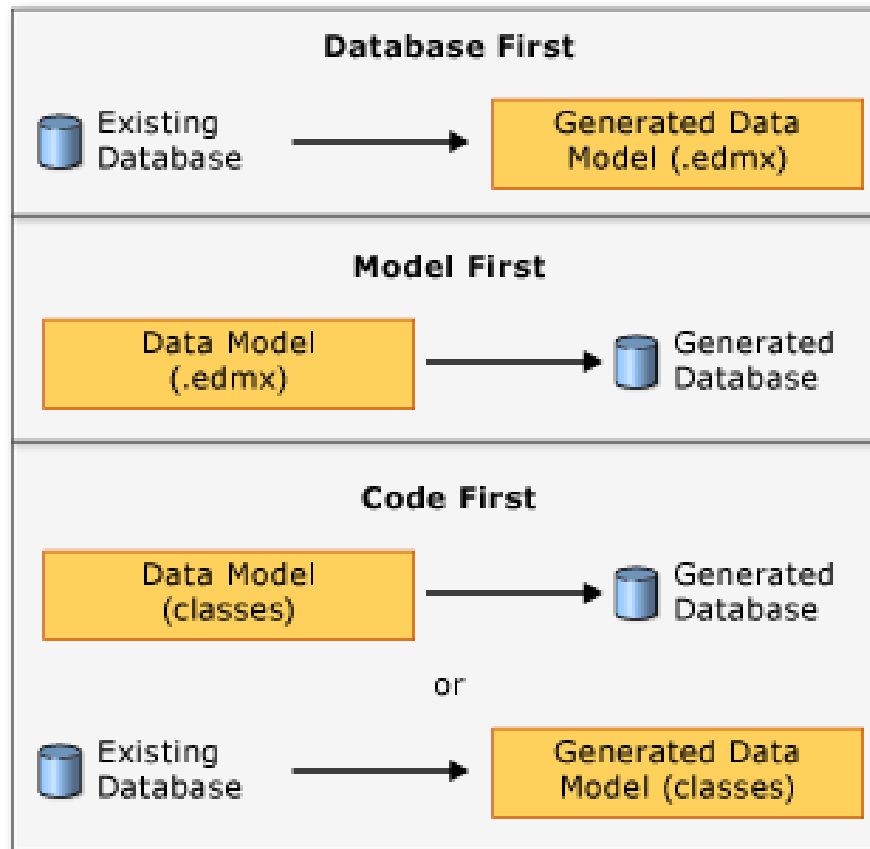 Database First
Existing
Database
Generated Data
Model (.edmx)
Model First
Data Model
(.edmx)
Generated
Database
Code First
Data Model
(classes)
Generated
Database
or
Existing
Database
Generated Data
Model (classes)